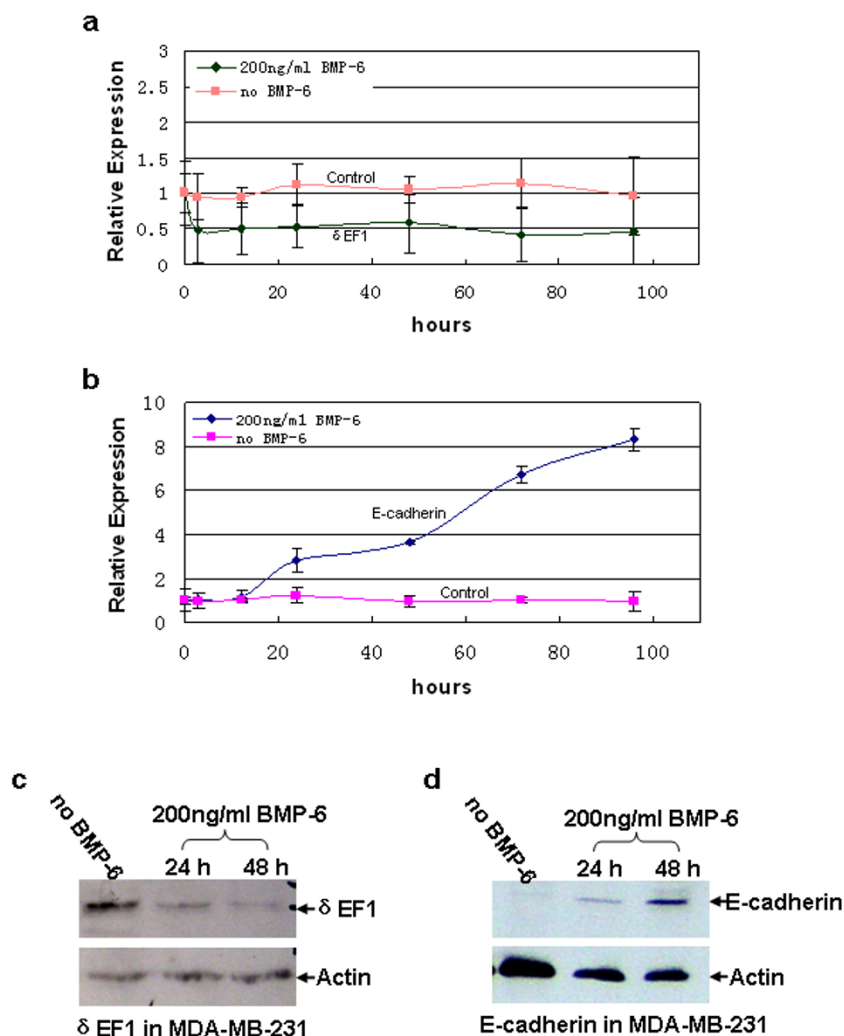 a
3
2.5
2
1.5
1
0.5
0
Relative Expression
200ng/ml BMP-6
no BMP-6
Control
δ EF1
0 20 40 60 80 100
hours
b
10
8
6
4
2
0
Relative Expression
200ng/ml BMP-6
no BMP-6
E-cadherin
Control
0 20 40 60 80 100
hours
c
no BMP-6
200ng/ml BMP-6
24 h 48 h
δ EF1
Actin
δ EF1 in MDA-MB-231
d
no BMP-6
200ng/ml BMP-6
24 h 48 h
E-cadherin
Actin
E-cadherin in MDA-MB-231